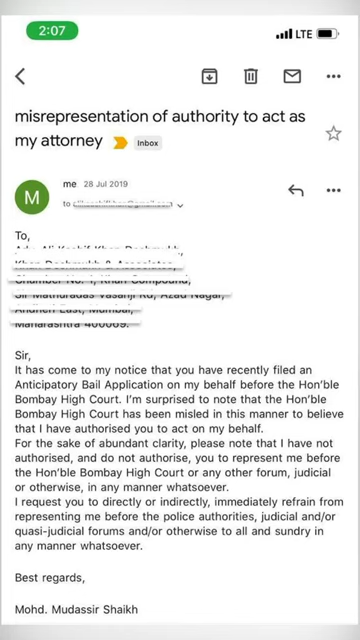 2:07
LTE
misrepresentation of authority to act as
my attorney
Inbox
M
me 28 Jul 2019
to
To,
Maharashtra 400069.
Sir,
It has come to my notice that you have recently filed an
Anticipatory Bail Application on my behalf before the Hon'ble
Bombay High Court. I'm surprised to note that the Hon'ble
Bombay High Court has been misled in this manner to believe
that I have authorised you to act on my behalf.
For the sake of abundant clarity, please note that I have not
authorised, and do not authorise, you to represent me before
the Hon'ble Bombay High Court or any other forum, judicial
or otherwise, in any manner whatsoever.
I request you to directly or indirectly, immediately refrain from
representing me before the police authorities, judicial and/or
quasi-judicial forums and/or otherwise to all and sundry in
any manner whatsoever.
Best regards,
Mohd. Mudassir Shaikh